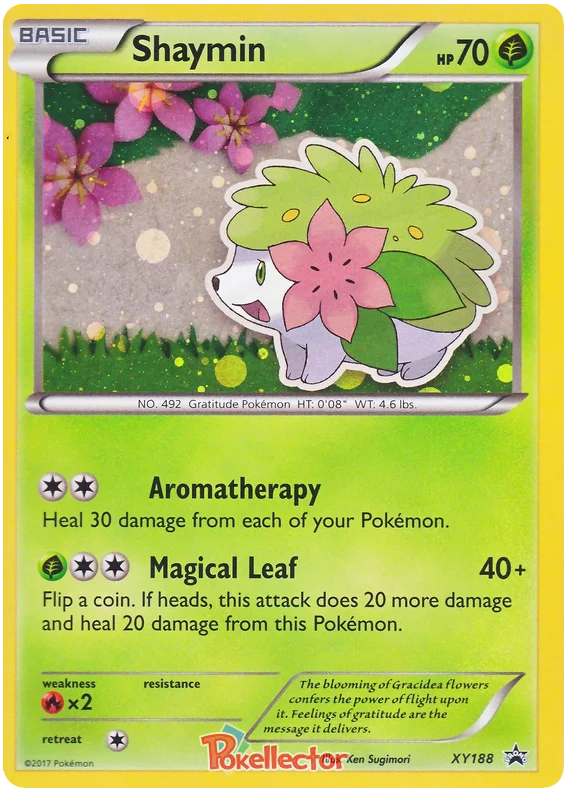 BASIC
Shaymin
HP 70
NO. 492 Gratitude Pokémon HT: 0'08" WT: 4.6 lbs.
Aromatherapy
Heal 30 damage from each of your Pokémon.
Magical Leaf 40+
Flip a coin. If heads, this attack does 20 more damage
and heal 20 damage from this Pokémon.
weakness resistance
×2
retreat
The blooming of Gracidea flowers
confers the power of flight upon
it. Feelings of gratitude are the
message it delivers.
©2017 Pokémon
Pokellector
Illus. Ken Sugimori
XY188